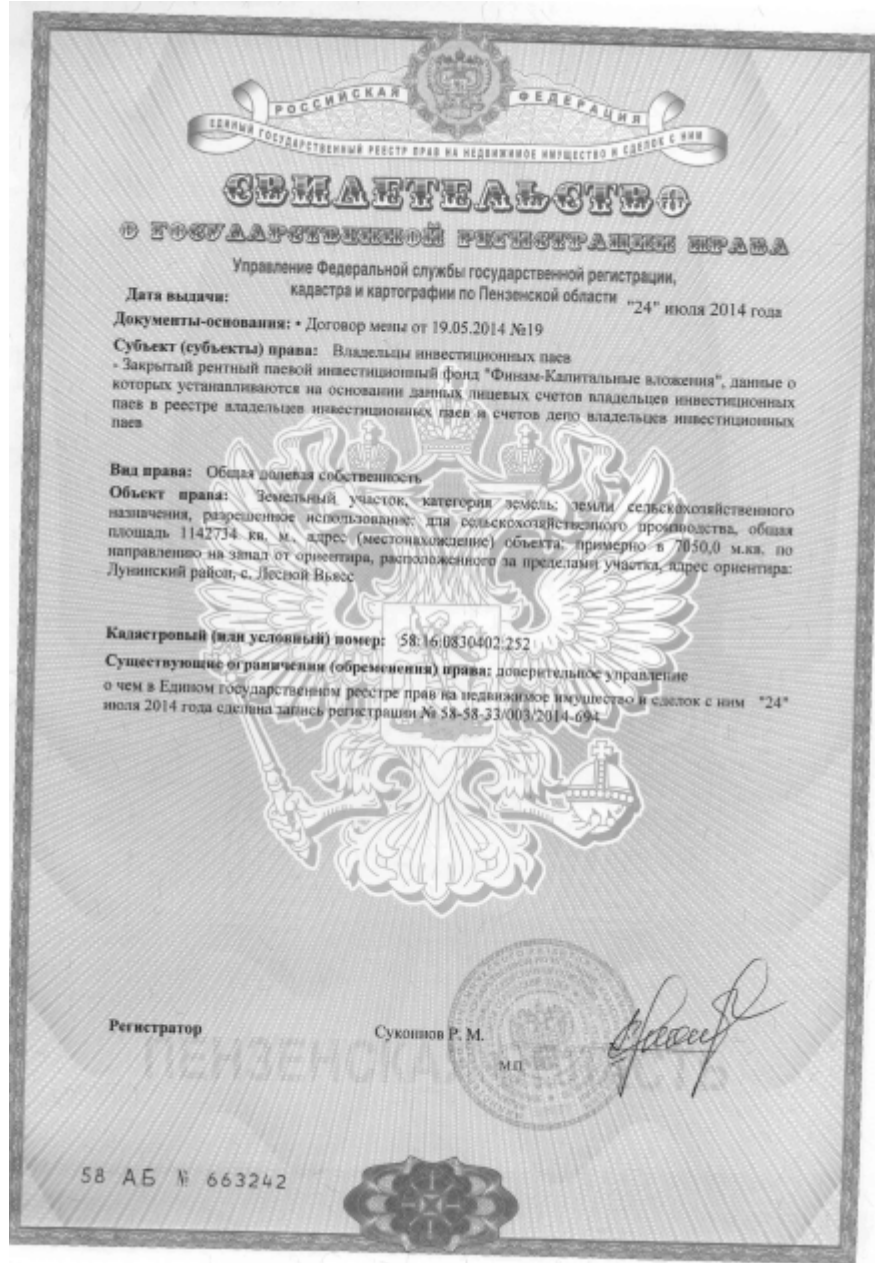 РОССИЙСКАЯ ФЕДЕРАЦИЯ
ЕДИНЫЙ ГОСУДАРСТВЕННЫЙ РЕЕСТР ПРАВ НА НЕДВИЖИМОЕ ИМУЩЕСТВО И СДЕЛОК С НИМ
СВИДЕТЕЛЬСТВО
О ГОСУДАРСТВЕННОЙ РЕГИСТРАЦИИ ПРАВА
Управление Федеральной службы государственной регистрации,
кадастра и картографии по Пензенской области
Дата выдачи: "24" июля 2014 года
Документы-основания: • Договор мены от 19.05.2014 №19
Субъект (субъекты) права: Владельцы инвестиционных паев
- Закрытый рентный паевой инвестиционный фонд "Финам-Капитальные вложения", данные о
которых устанавливаются на основании данных лицевых счетов владельцев инвестиционных
паев в реестре владельцев инвестиционных паев и счетов депо владельцев инвестиционных
паев
Вид права: Общая долевая собственность
Объект права: Земельный участок, категория земель: земли сельскохозяйственного
назначения, разрешенное использование: для сельскохозяйственного производства, общая
площадь 1142734 кв. м., адрес (местонахождение) объекта: примерно в 7050,0 м.кв. по
направлению на запад от ориентира, расположенного за пределами участка, адрес ориентира:
Лунинский район, с. Лесной Вьясс
Кадастровый (или условный) номер: 58:16:0830402:252
Существующие ограничения (обременения) права: доверительное управление
о чем в Едином государственном реестре прав на недвижимое имущество и сделок с ним "24"
июля 2014 года сделана запись регистрации № 58-58-33/003/2014-694
Регистратор Суконнов Р. М.
М.П.
ПЕНЗЕНСКАЯ ОБЛАСТЬ
58 АБ № 663242